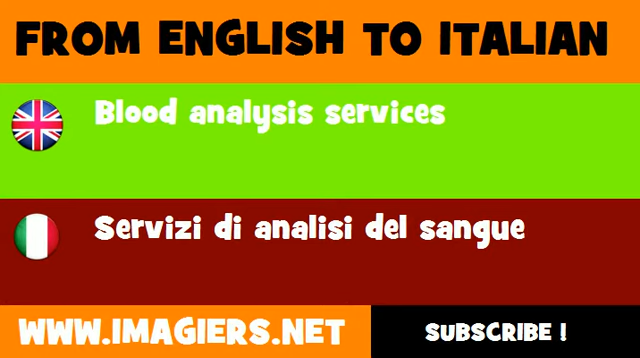 FROM ENGLISH TO ITALIAN
Blood analysis services
Servizi di analisi del sangue
WWW.IMAGIERS.NET
SUBSCRIBE !